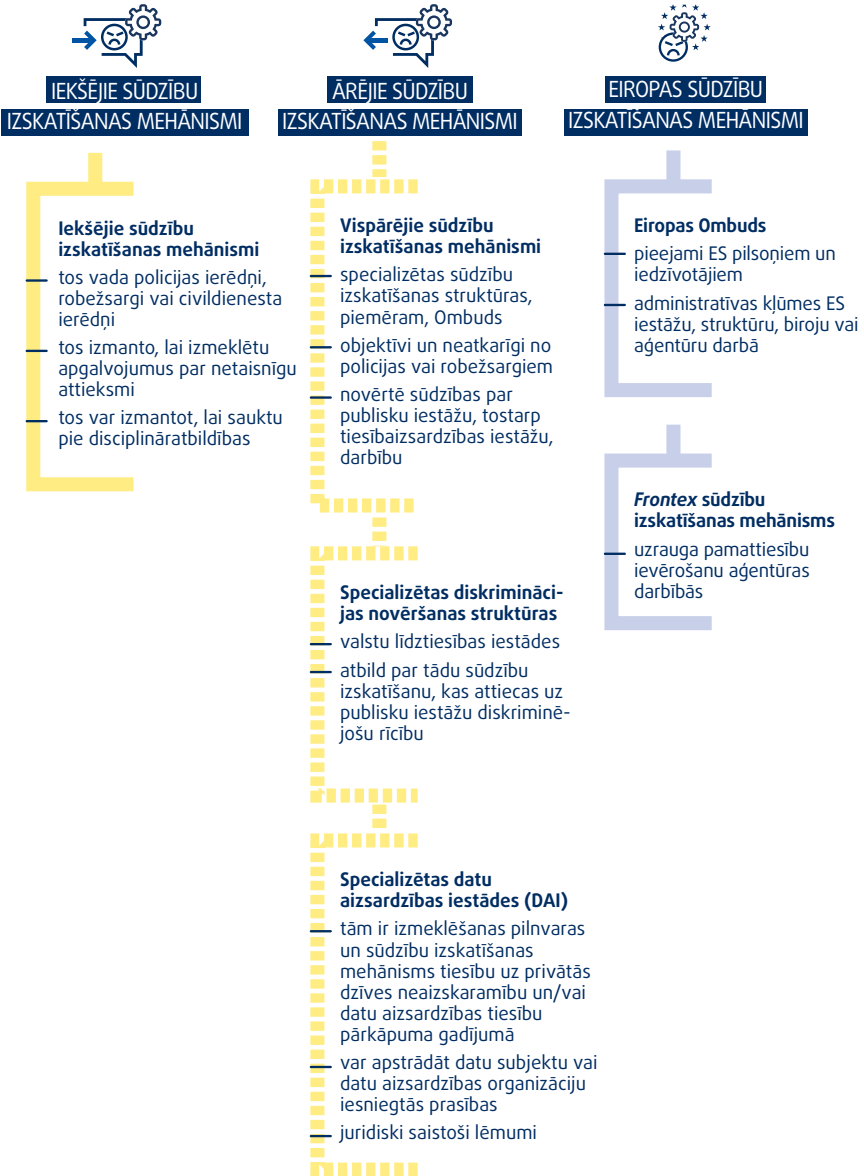 IEKŠĒJIE SŪDZĪBU
IZSKATĪŠANAS MEHĀNISMI
Iekšējie sūdzību
izskatīšanas mehānismi
tos vada policijas ierēdņi,
robežsargi vai civildienesta
ierēdņi
tos izmanto, lai izmeklētu
apgalvojumus par netaisnīgu
attieksmi
tos var izmantot, lai sauktu
pie disciplināratbildības
ĀRĒJIE SŪDZĪBU
IZSKATĪŠANAS MEHĀNISMI
Vispārējie sūdzību
izskatīšanas mehānismi
specializētas sūdzību
izskatīšanas struktūras,
piemēram, Ombuds
objektīvi un neatkarīgi no
policijas vai robežsargiem
novērtē sūdzības par
publisku iestāžu, tostarp
tiesībaizsardzības iestāžu,
darbību
Specializētas diskrimināci-
jas novēršanas struktūras
valstu līdztiesības iestādes
atbild par tādu sūdzību
izskatīšanu, kas attiecas uz
publisku iestāžu diskriminē-
jošu rīcību
Specializētas datu
aizsardzības iestādes (DAI)
tām ir izmeklēšanas pilnvaras
un sūdzību izskatīšanas
mehānisms tiesību uz privātās
dzīves neaizskaramību un/vai
datu aizsardzības tiesību
pārkāpuma gadījumā
var apstrādāt datu subjektu vai
datu aizsardzības organizāciju
iesniegtās prasības
juridiski saistoši lēmumi
EIROPAS SŪDZĪBU
IZSKATĪŠANAS MEHĀNISMI
Eiropas Ombuds
pieejami ES pilsoņiem un
iedzīvotājiem
administratīvas kļūmes ES
iestāžu, struktūru, biroju vai
aģentūru darbā
Frontex sūdzību
izskatīšanas mehānisms
uzrauga pamattiesību
ievērošanu aģentūras
darbībās